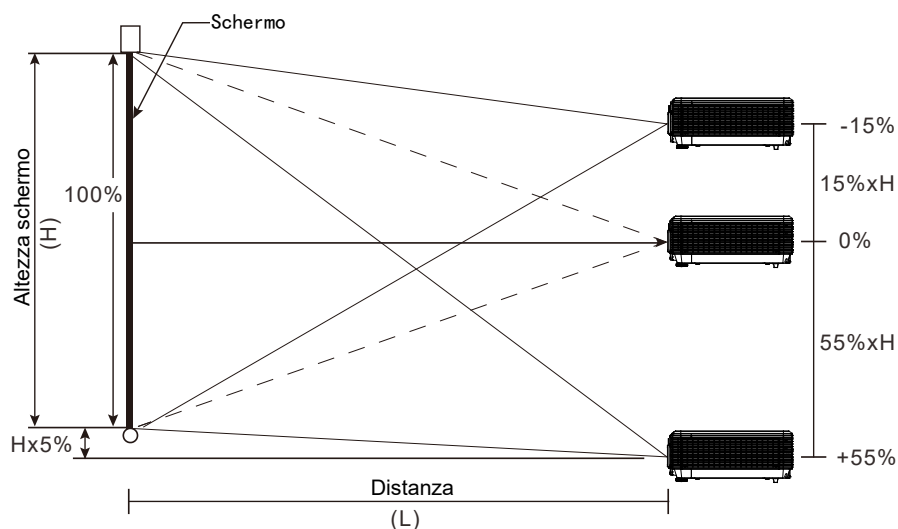 Schermo
-15%
Altezza schermo
(H)
100%
15%xH
0%
55%xH
Hx5%
+55%
Distanza
(L)